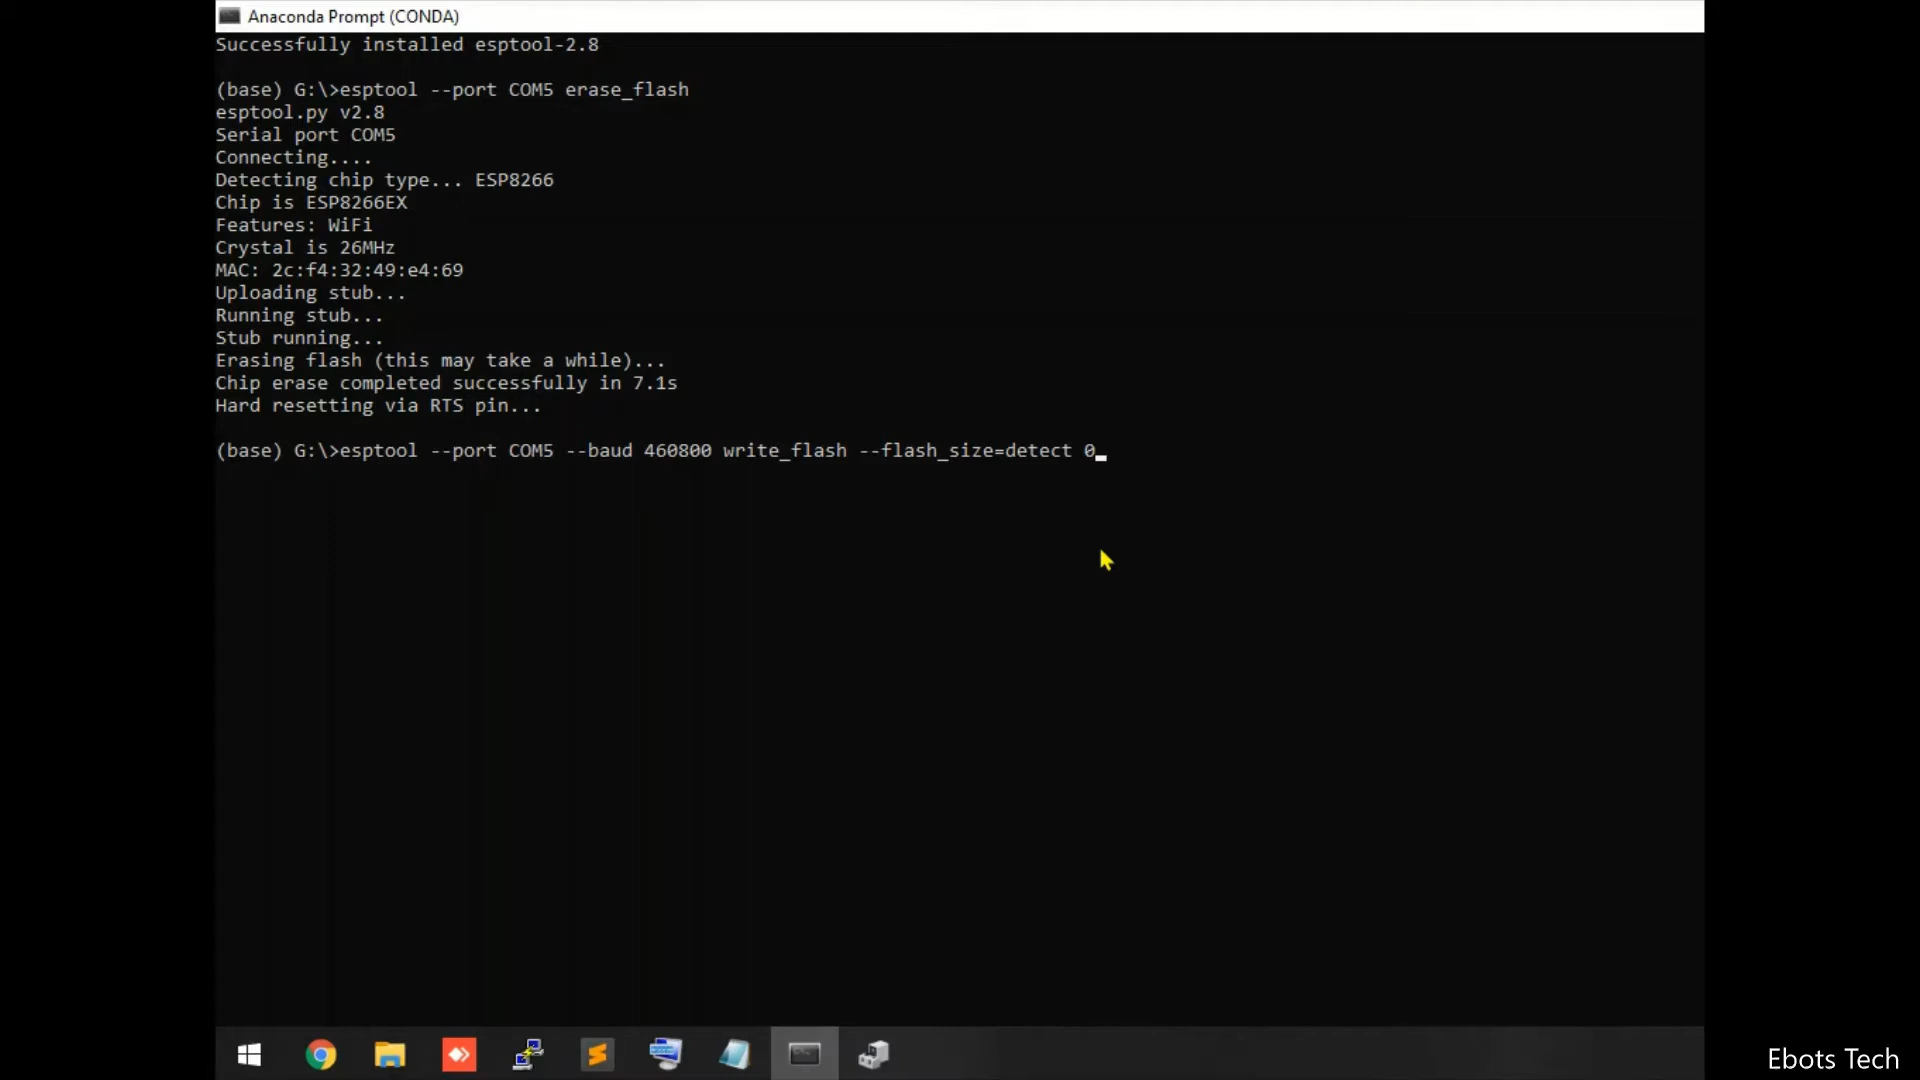 Anaconda Prompt (CONDA)
Successfully installed esptool-2.8
(base) G:\>esptool --port COM5 erase_flash
esptool.py v2.8
Serial port COM5
Connecting....
Detecting chip type... ESP8266
Chip is ESP8266EX
Features: WiFi
Crystal is 26MHz
MAC: 2c:f4:32:49:e4:69
Uploading stub...
Running stub...
Stub running...
Erasing flash (this may take a while)...
Chip erase completed successfully in 7.1s
Hard resetting via RTS pin...
(base) G:\>esptool --port COM5 --baud 460800 write_flash --flash_size=detect 0
Ebots Tech